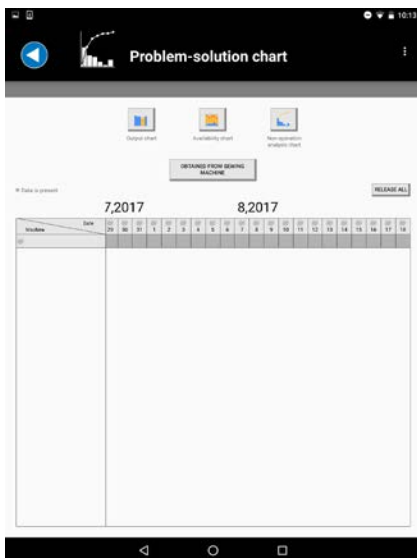 10:13
Problem-solution chart
Output chart
Availability chart
Non-operation
analysis chart
OBTAINED FROM SEWING
MACHINE
※ Data is present
RELEASE ALL
7,2017 8,2017
Date
Machine
29 30 31 1 2 3 4 5 6 7 8 9 10 11 12 13 14 15 16 17 18